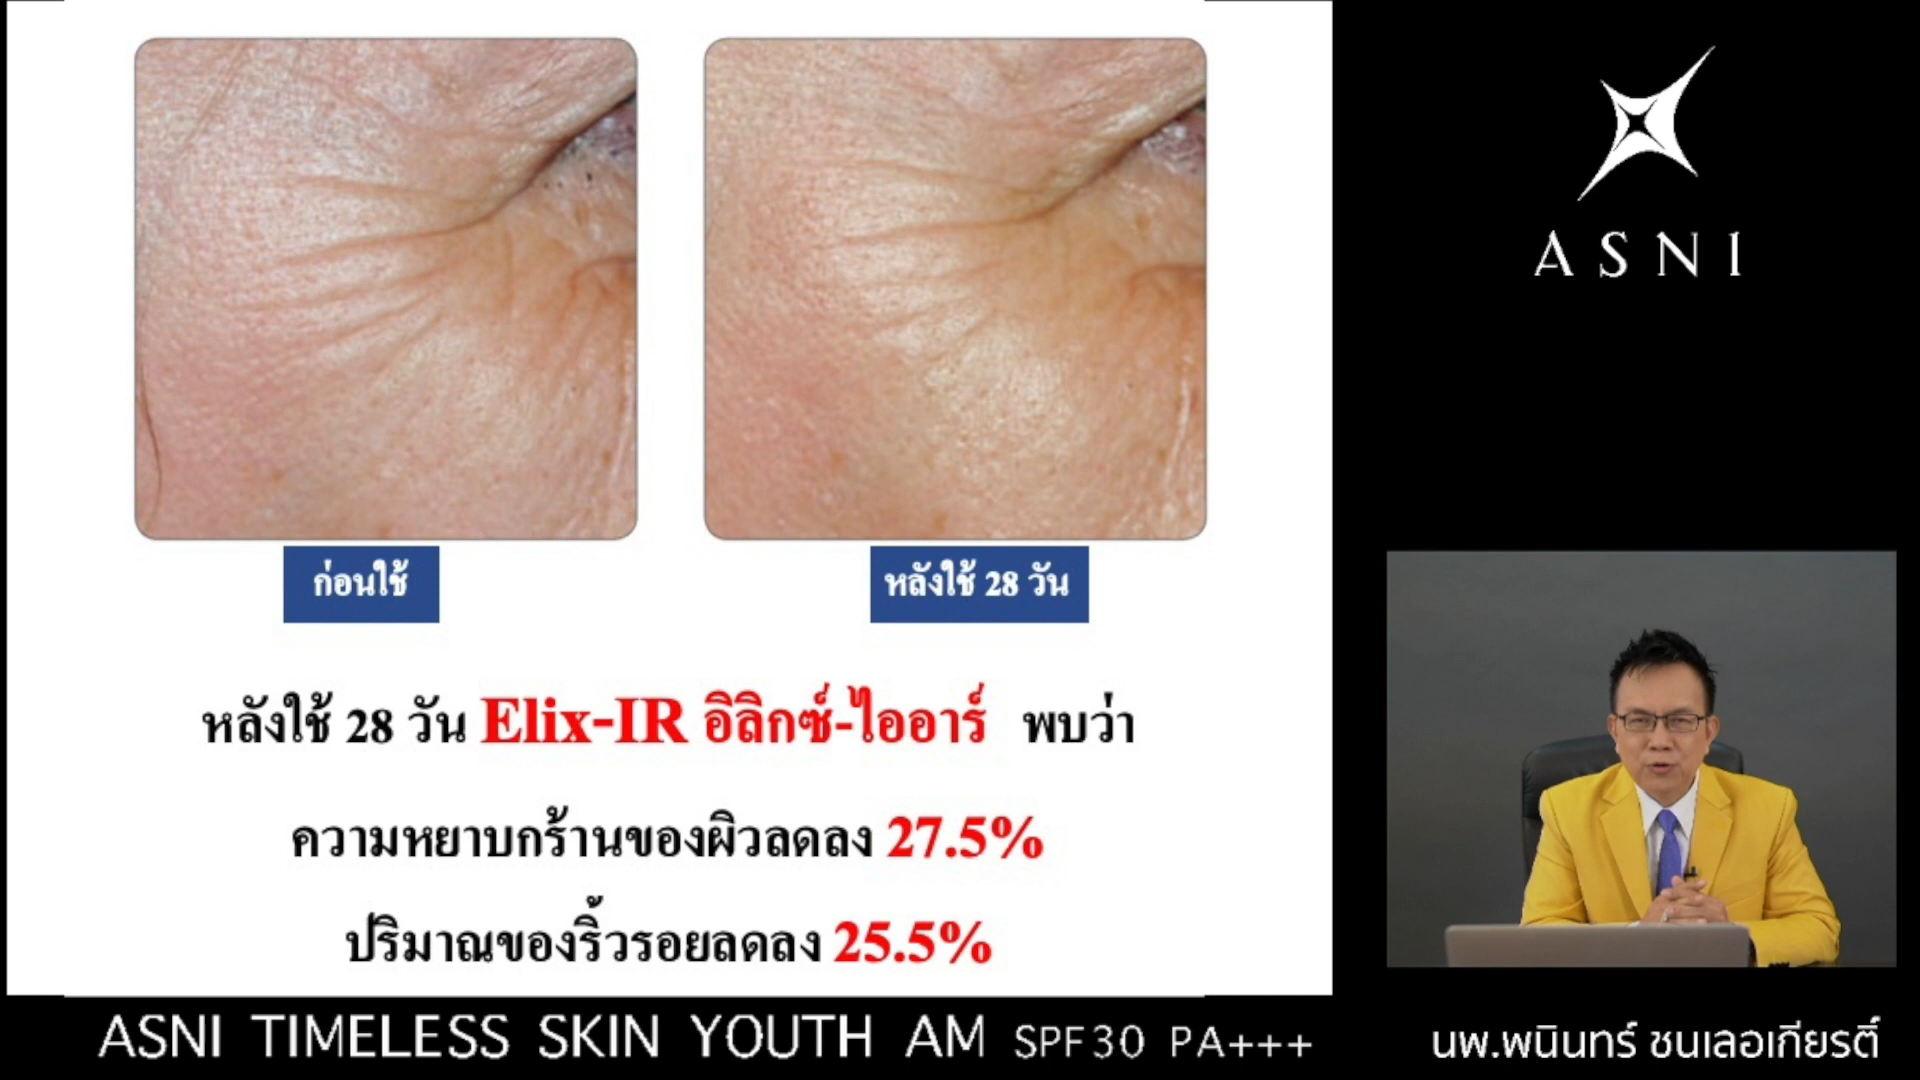 ASNI
ก่อนใช้
หลังใช้ 28 วัน
หลังใช้ 28 วัน Elix-IR อิลิกซ์-ไออาร์ พบว่า
ความหยาบกร้านของผิวลดลง 27.5%
ปริมาณของริ้วรอยลดลง 25.5%
ASNI TIMELESS SKIN YOUTH AM SPF30 PA+++
นพ.พนินทร์ ชนเลอเกียรติ์